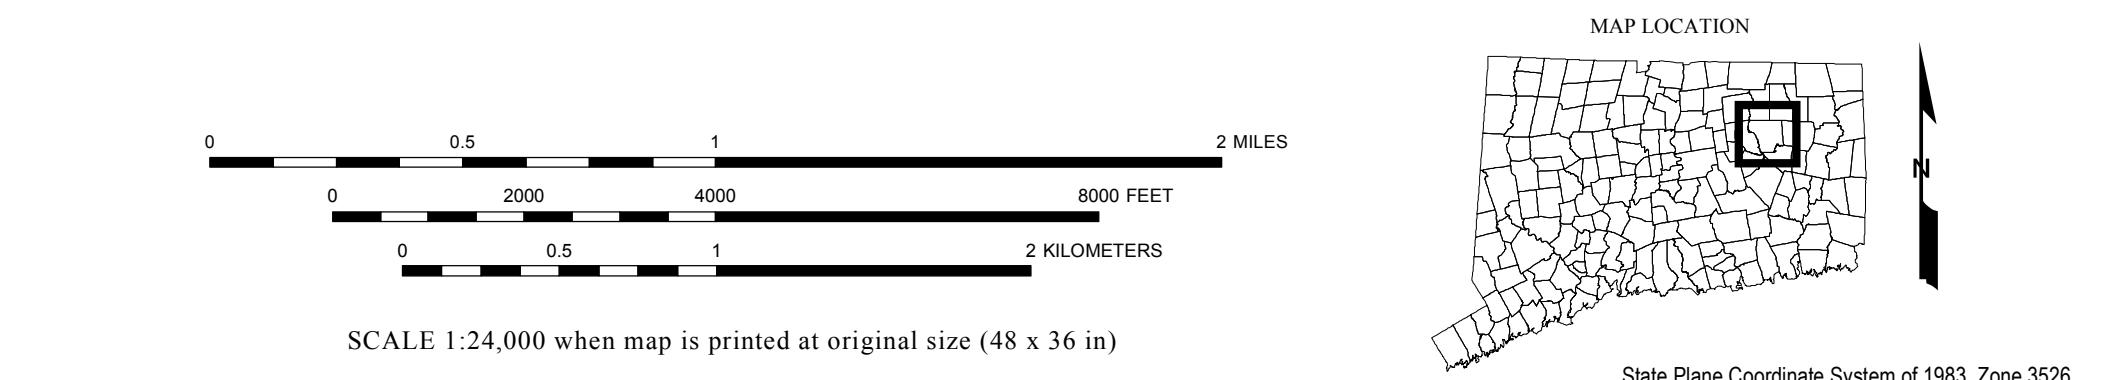 MAP LOCATION
0 0.5 1 2 MILES
0 2000 4000 8000 FEET
0 0.5 1 2 KILOMETERS
N
SCALE 1:24,000 when map is printed at original size (48 x 36 in)
State Plane Coordinate System of 1983, Zone 3526